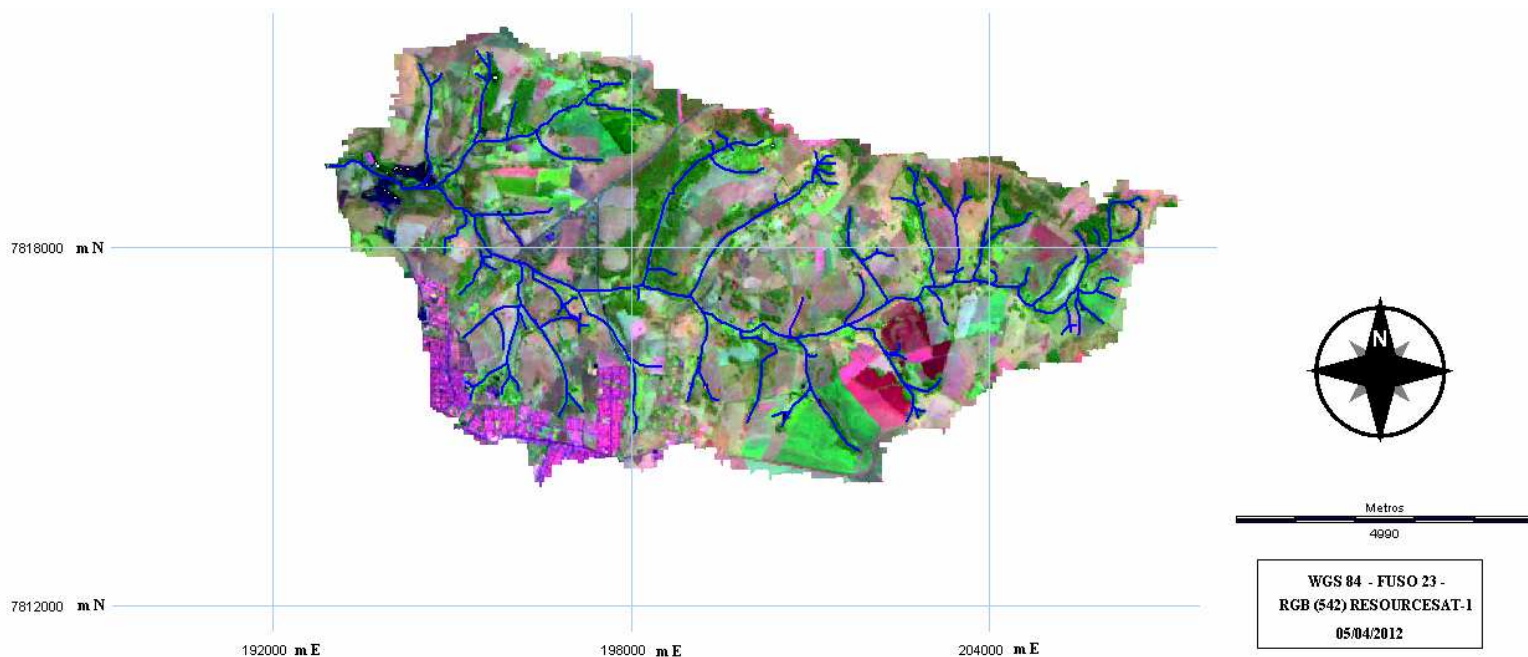 7818000 m N
N
Metros
4990
WGS 84 - FUSO 23 -
RGB (542) RESOURCESAT-1
05/04/2012
7812000 m N
192000 m E
198000 m E
204000 m E